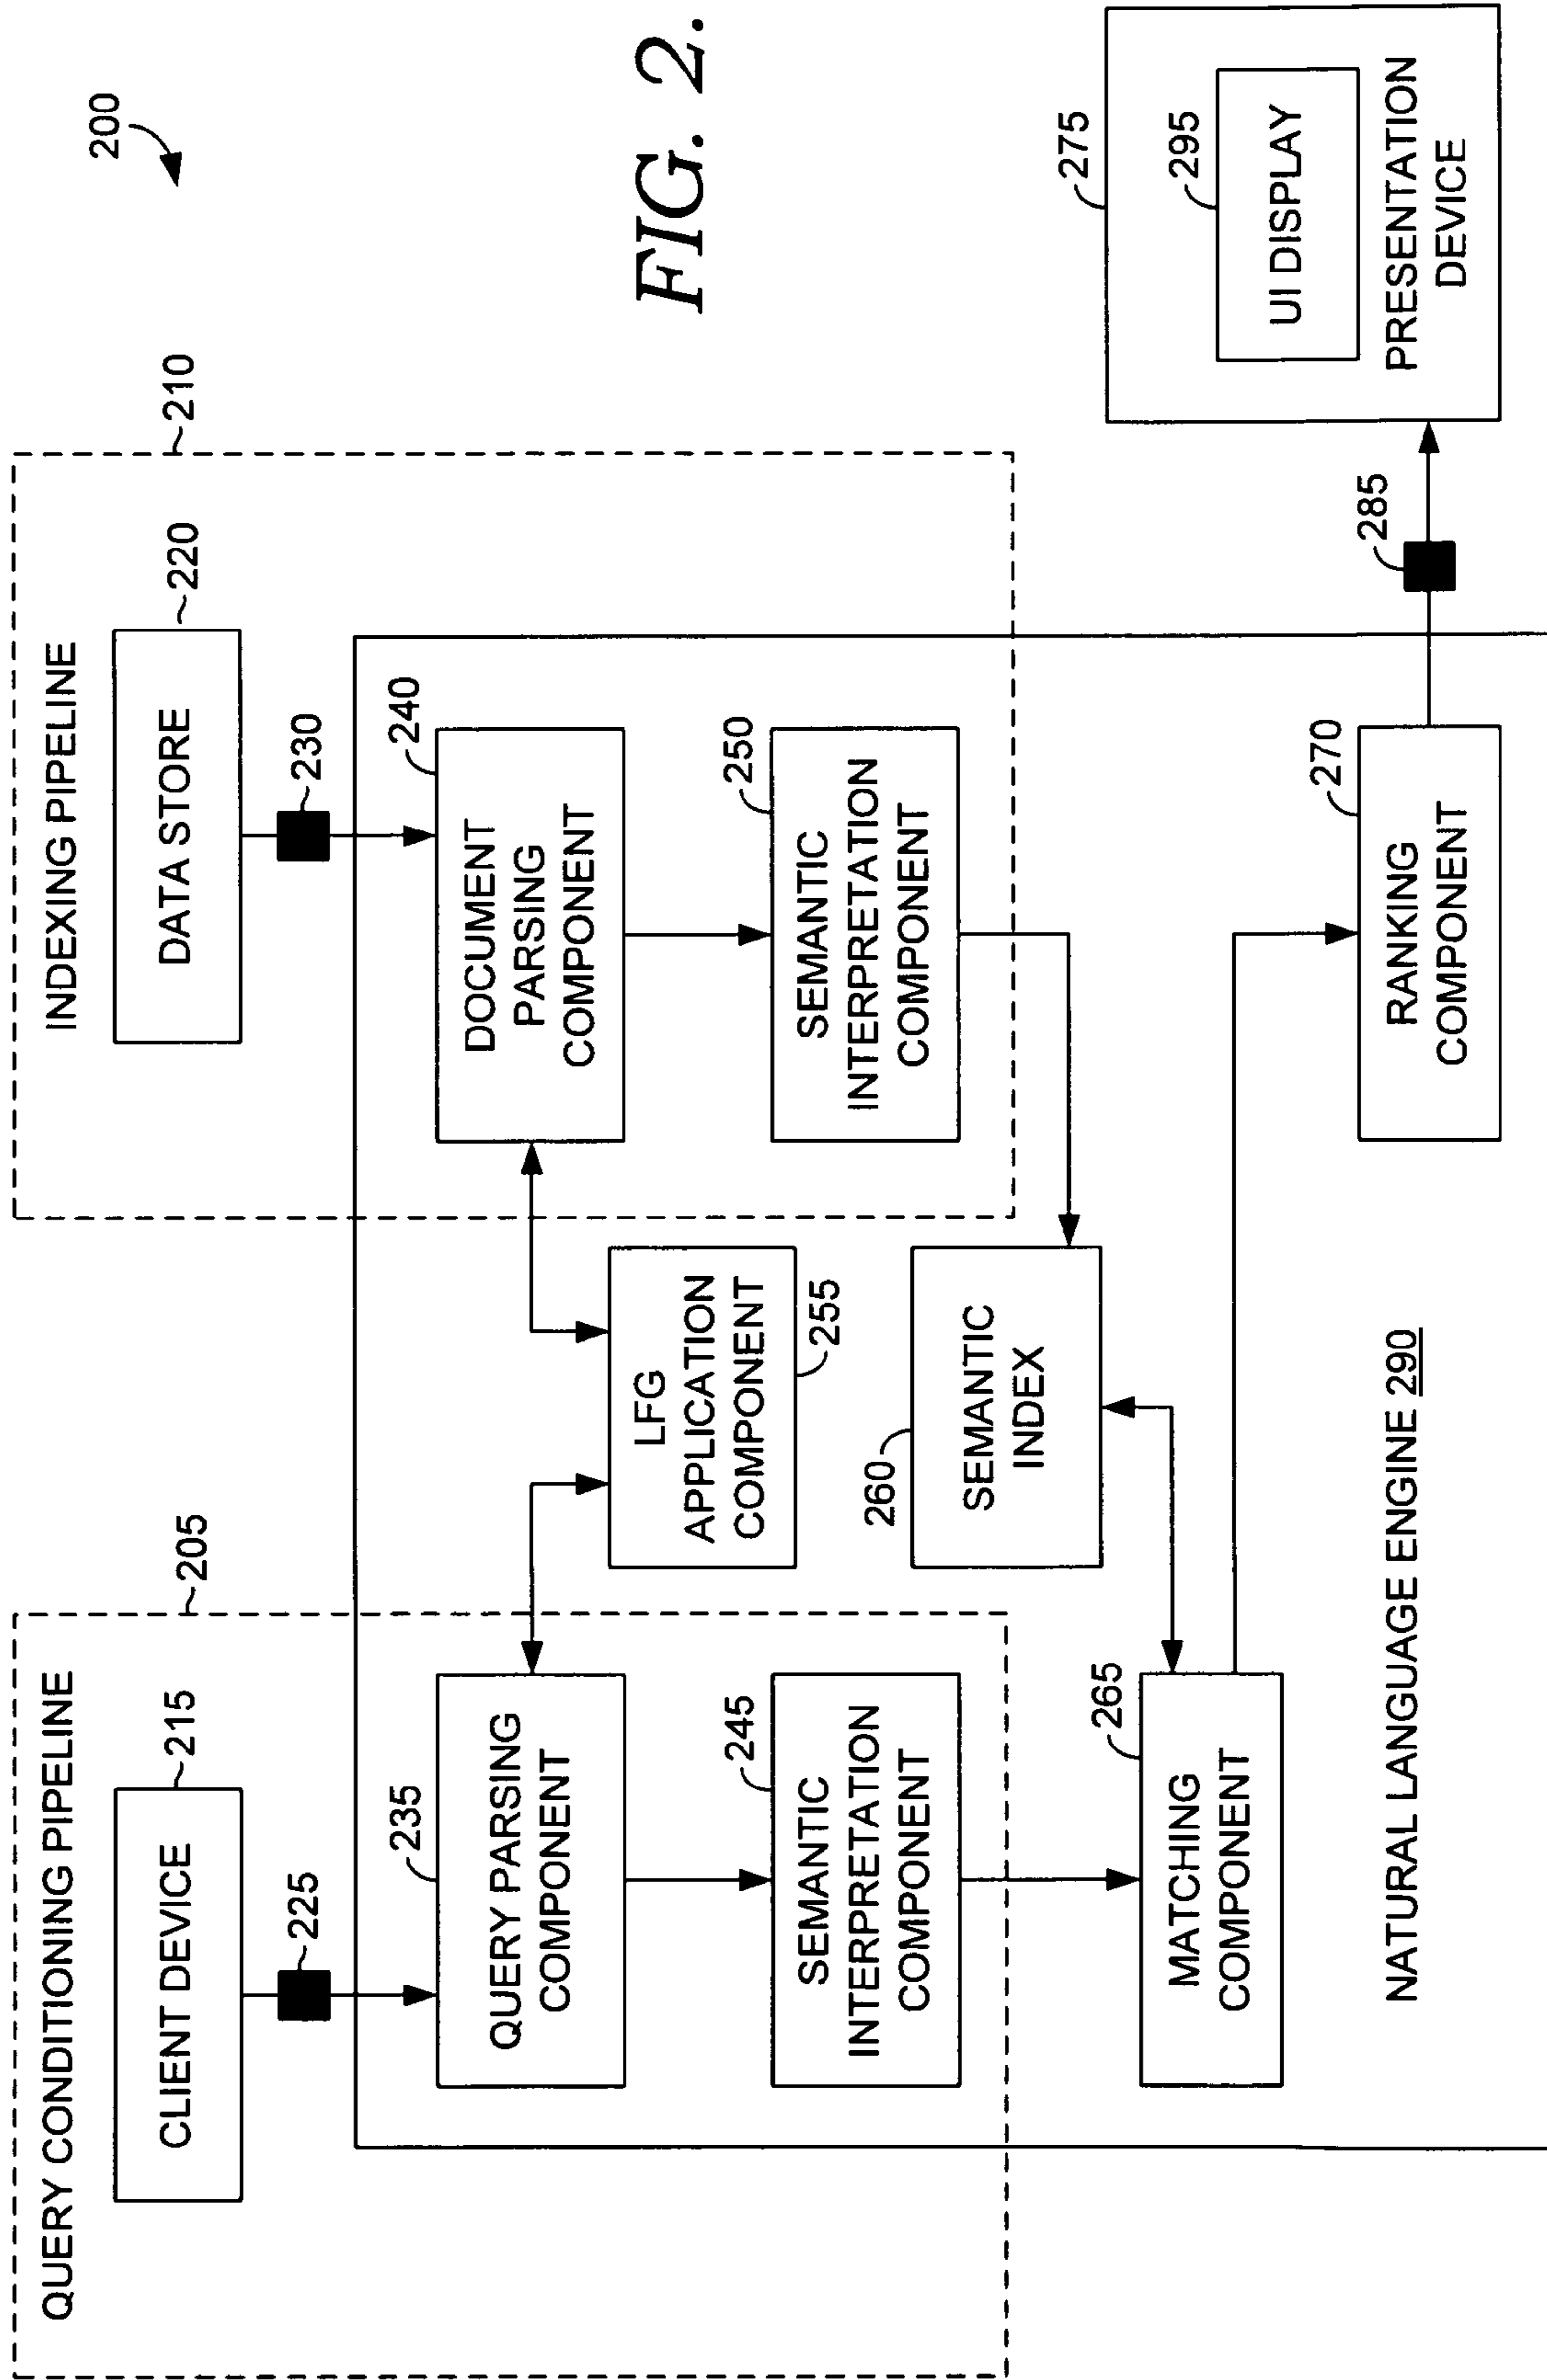 200
FIG. 2.
QUERY CONDITIONING PIPELINE
205
CLIENT DEVICE
215
225
235
QUERY PARSING
COMPONENT
245
SEMANTIC
INTERPRETATION
COMPONENT
INDEXING PIPELINE
210
DATA STORE
220
230
240
DOCUMENT
PARSING
COMPONENT
250
SEMANTIC
INTERPRETATION
COMPONENT
LFG
APPLICATION
COMPONENT
255
260
SEMANTIC
INDEX
265
MATCHING
COMPONENT
270
RANKING
COMPONENT
NATURAL LANGUAGE ENGINE 290
285
275
295
UI DISPLAY
PRESENTATION
DEVICE